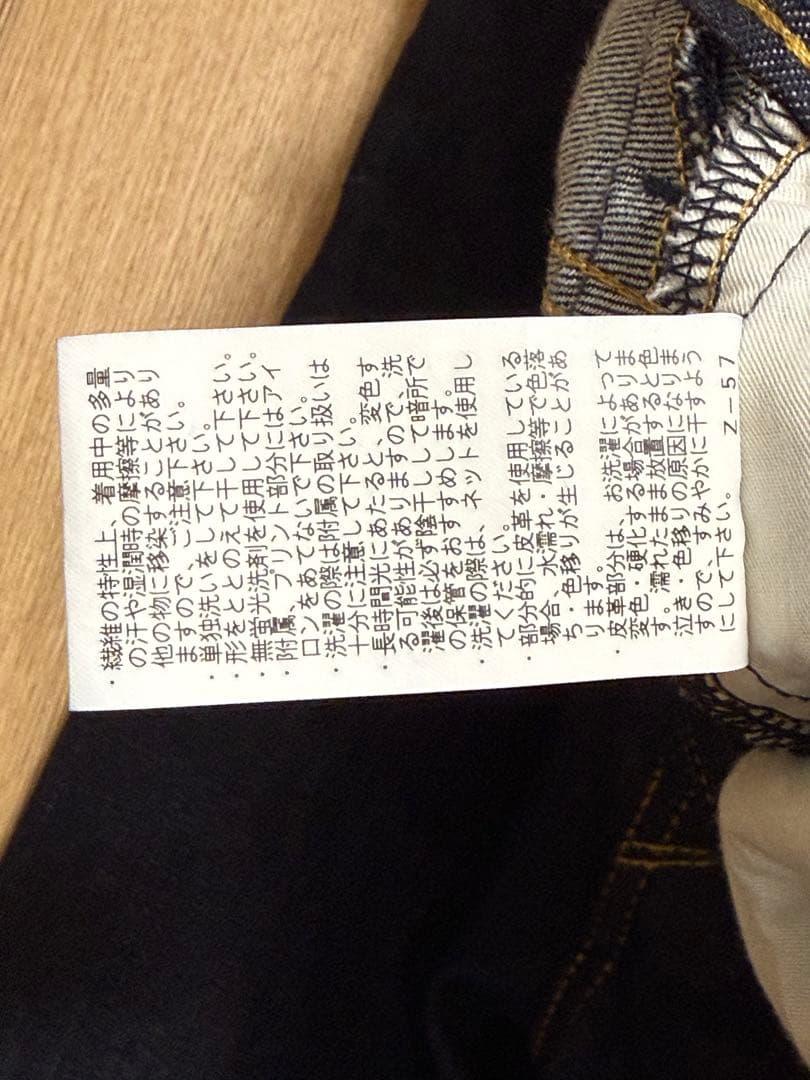 ・繊維の特性上、着用中の多量
の汗や湿潤時の摩擦等により
他の物に移染することがあり
ますので、ご注意下さい。
・単独洗いをして下さい。
・形をととのえて干して下さい。
・無蛍光洗剤を使用して下さい。
・附属、プリント部分にはアイ
ロンをあてないで下さい。
・洗濯の際は附属の取り扱いは
十分に注意して下さい。
・長時間光にあたると、変色す
る可能性がありますので、洗
濯後は必ず陰干しして暗所で
の保管をおすすめします。
・洗濯の際は、ネットを使用し
てください。
・部分的に皮革を使用している
場合、水濡れ・摩擦等で色落
ち・色移りが生じることがあ
ります。
・皮革部分は、お洗濯によって
変色・硬化する場合がありま
す。濡れたまま放置すると色
泣き・色移りの原因になりま
すので、すみやかに干すよう
にして下さい。
Z－57